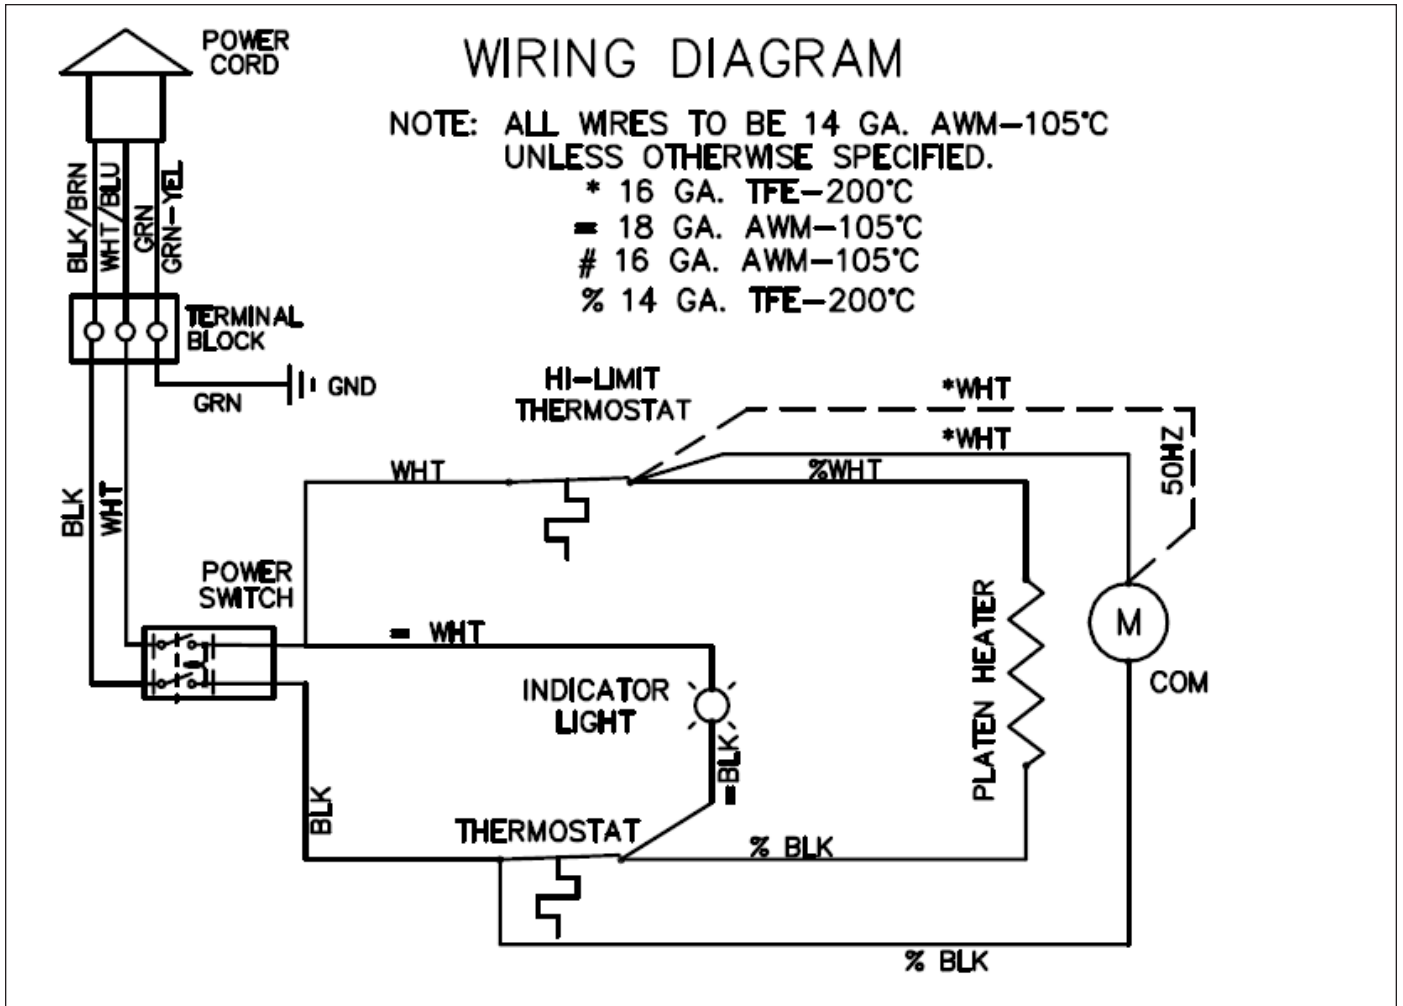 POWER
CORD
WIRING DIAGRAM
NOTE: ALL WIRES TO BE 14 GA. AWM-105°C
UNLESS OTHERWISE SPECIFIED.
* 16 GA. TFE-200°C
= 18 GA. AWM-105°C
# 16 GA. AWM-105°C
% 14 GA. TFE-200°C
BLK/BRN
WHT/BLU
GRN
GRN-YEL
TERMINAL
BLOCK
GRN
GND
HI-LIMIT
THERMOSTAT
*WHT
*WHT
%WHT
50HZ
WHT
BLK
WHT
POWER
SWITCH
= WHT
INDICATOR
LIGHT
=BLK
PLATEN HEATER
M
COM
BLK
THERMOSTAT
% BLK
% BLK